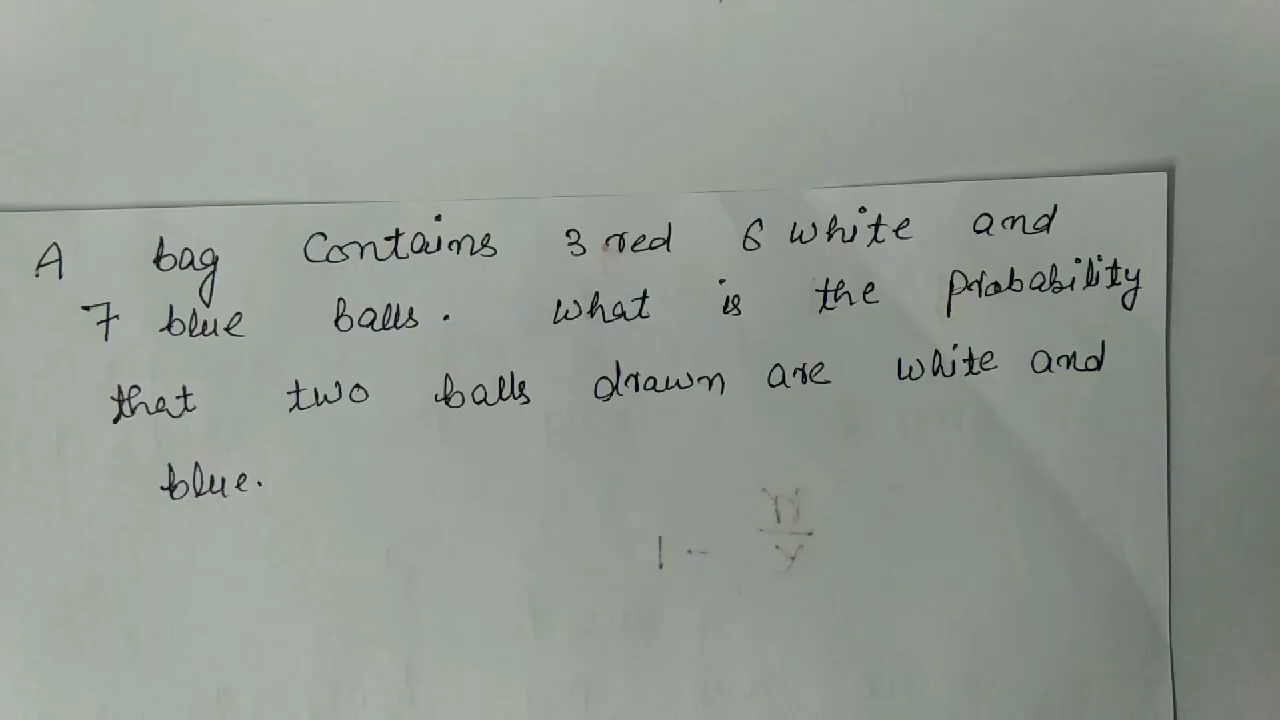 A bag contains 3 red 6 white and
7 blue balls. What is the probability
that two balls drawn are white and
blue.